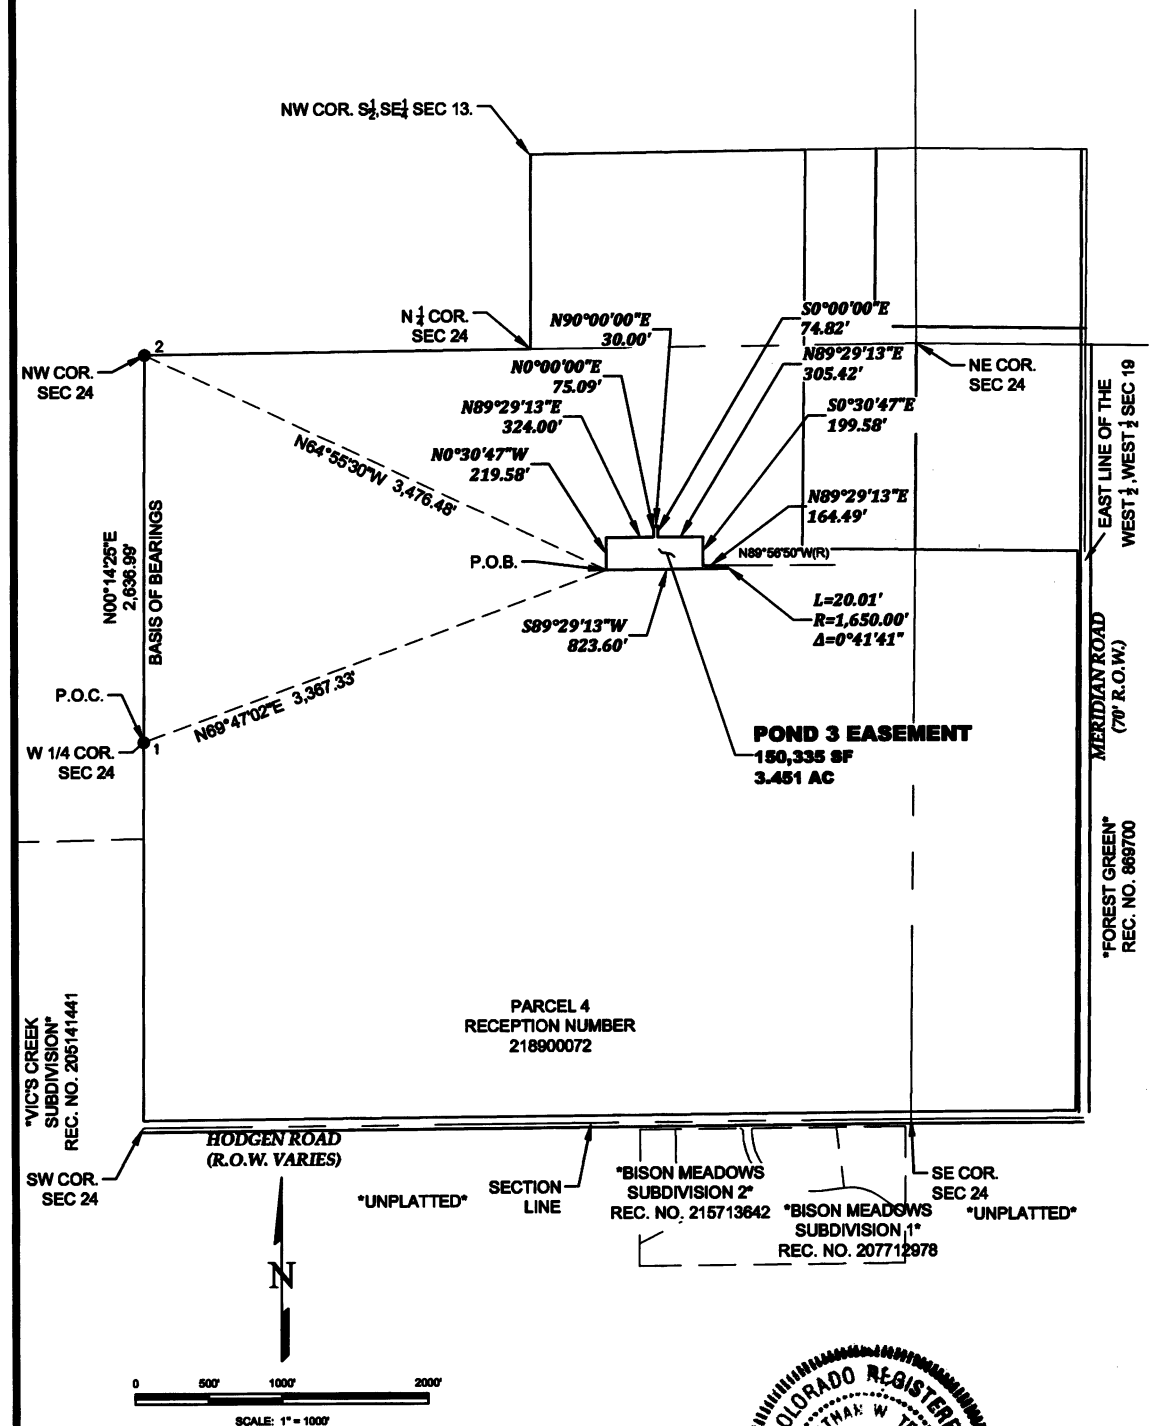 NW COR. S½,SE¼ SEC 13.
N ¼ COR.
SEC 24
N90°00'00"E
30.00'
S0°00'00"E
74.82'
2
NW COR.
SEC 24
N0°00'00"E
75.09'
N89°29'13"E
305.42'
NE COR.
SEC 24
N89°29'13"E
324.00'
S0°30'47"E
199.58'
EAST LINE OF THE
WEST ½,WEST ½ SEC 19
N64°55'30"W 3,476.48'
N0°30'47"W
219.58'
N89°29'13"E
164.49'
N00°14'25"E
2,636.99'
BASIS OF BEARINGS
P.O.B.
N89°56'50"W(R)
L=20.01'
R=1,650.00'
Δ=0°41'41"
S89°29'13"W
823.60'
P.O.C.
N69°47'02"E 3,367.33'
MERIDIAN ROAD
(70' R.O.W.)
1
W 1/4 COR.
SEC 24
POND 3 EASEMENT
150,335 SF
3.451 AC
"FOREST GREEN"
REC. NO. 869700
PARCEL 4
RECEPTION NUMBER
218900072
"VIC'S CREEK
SUBDIVISION"
REC. NO. 205141441
HODGEN ROAD
(R.O.W. VARIES)
SW COR.
SEC 24
"UNPLATTED"
SECTION
LINE
"BISON MEADOWS
SUBDIVISION 2"
REC. NO. 215713642
SE COR.
SEC 24
"BISON MEADOWS
SUBDIVISION 1"
REC. NO. 207712978
"UNPLATTED"
N
0 500' 1000' 2000'
SCALE: 1" = 1000'
COLORADO REGISTERE
W